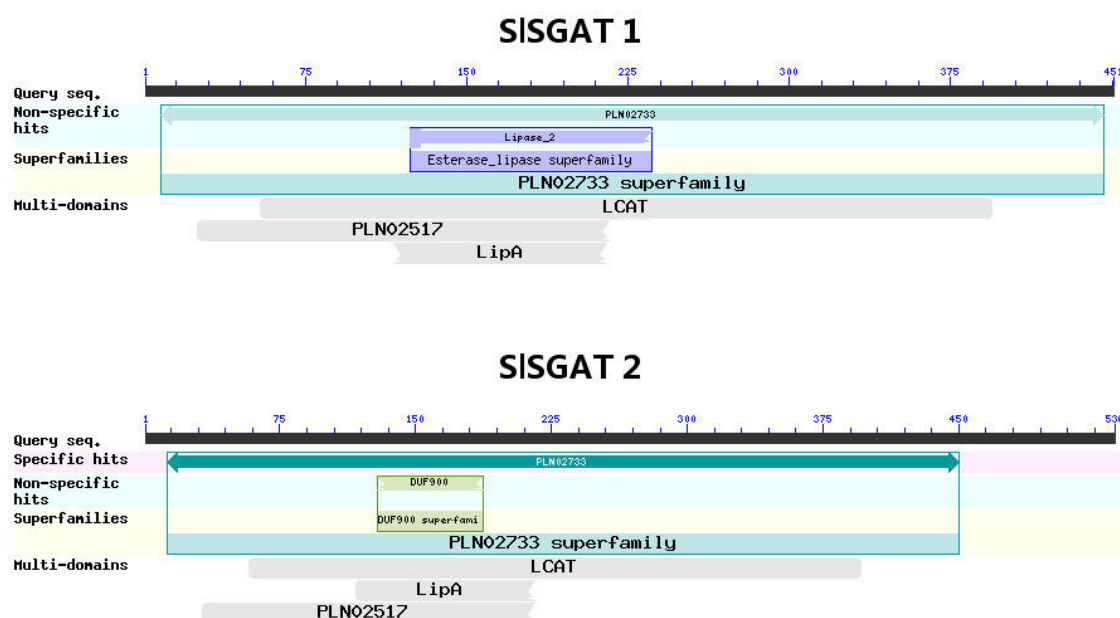 SlSGAT 1
1 75 150 225 300 375 451
Query seq.
Non-specific hits PLN02733
Lipase_2
Superfamilies Esterase_lipase superfamily
PLN02733 superfamily
Multi-domains LCAT
PLN02517
LipA
SlSGAT 2
1 75 150 225 300 375 450 536
Query seq.
Specific hits PLN02733
Non-specific hits DUF900
Superfamilies DUF900 superfami
PLN02733 superfamily
Multi-domains LCAT
LipA
PLN02517